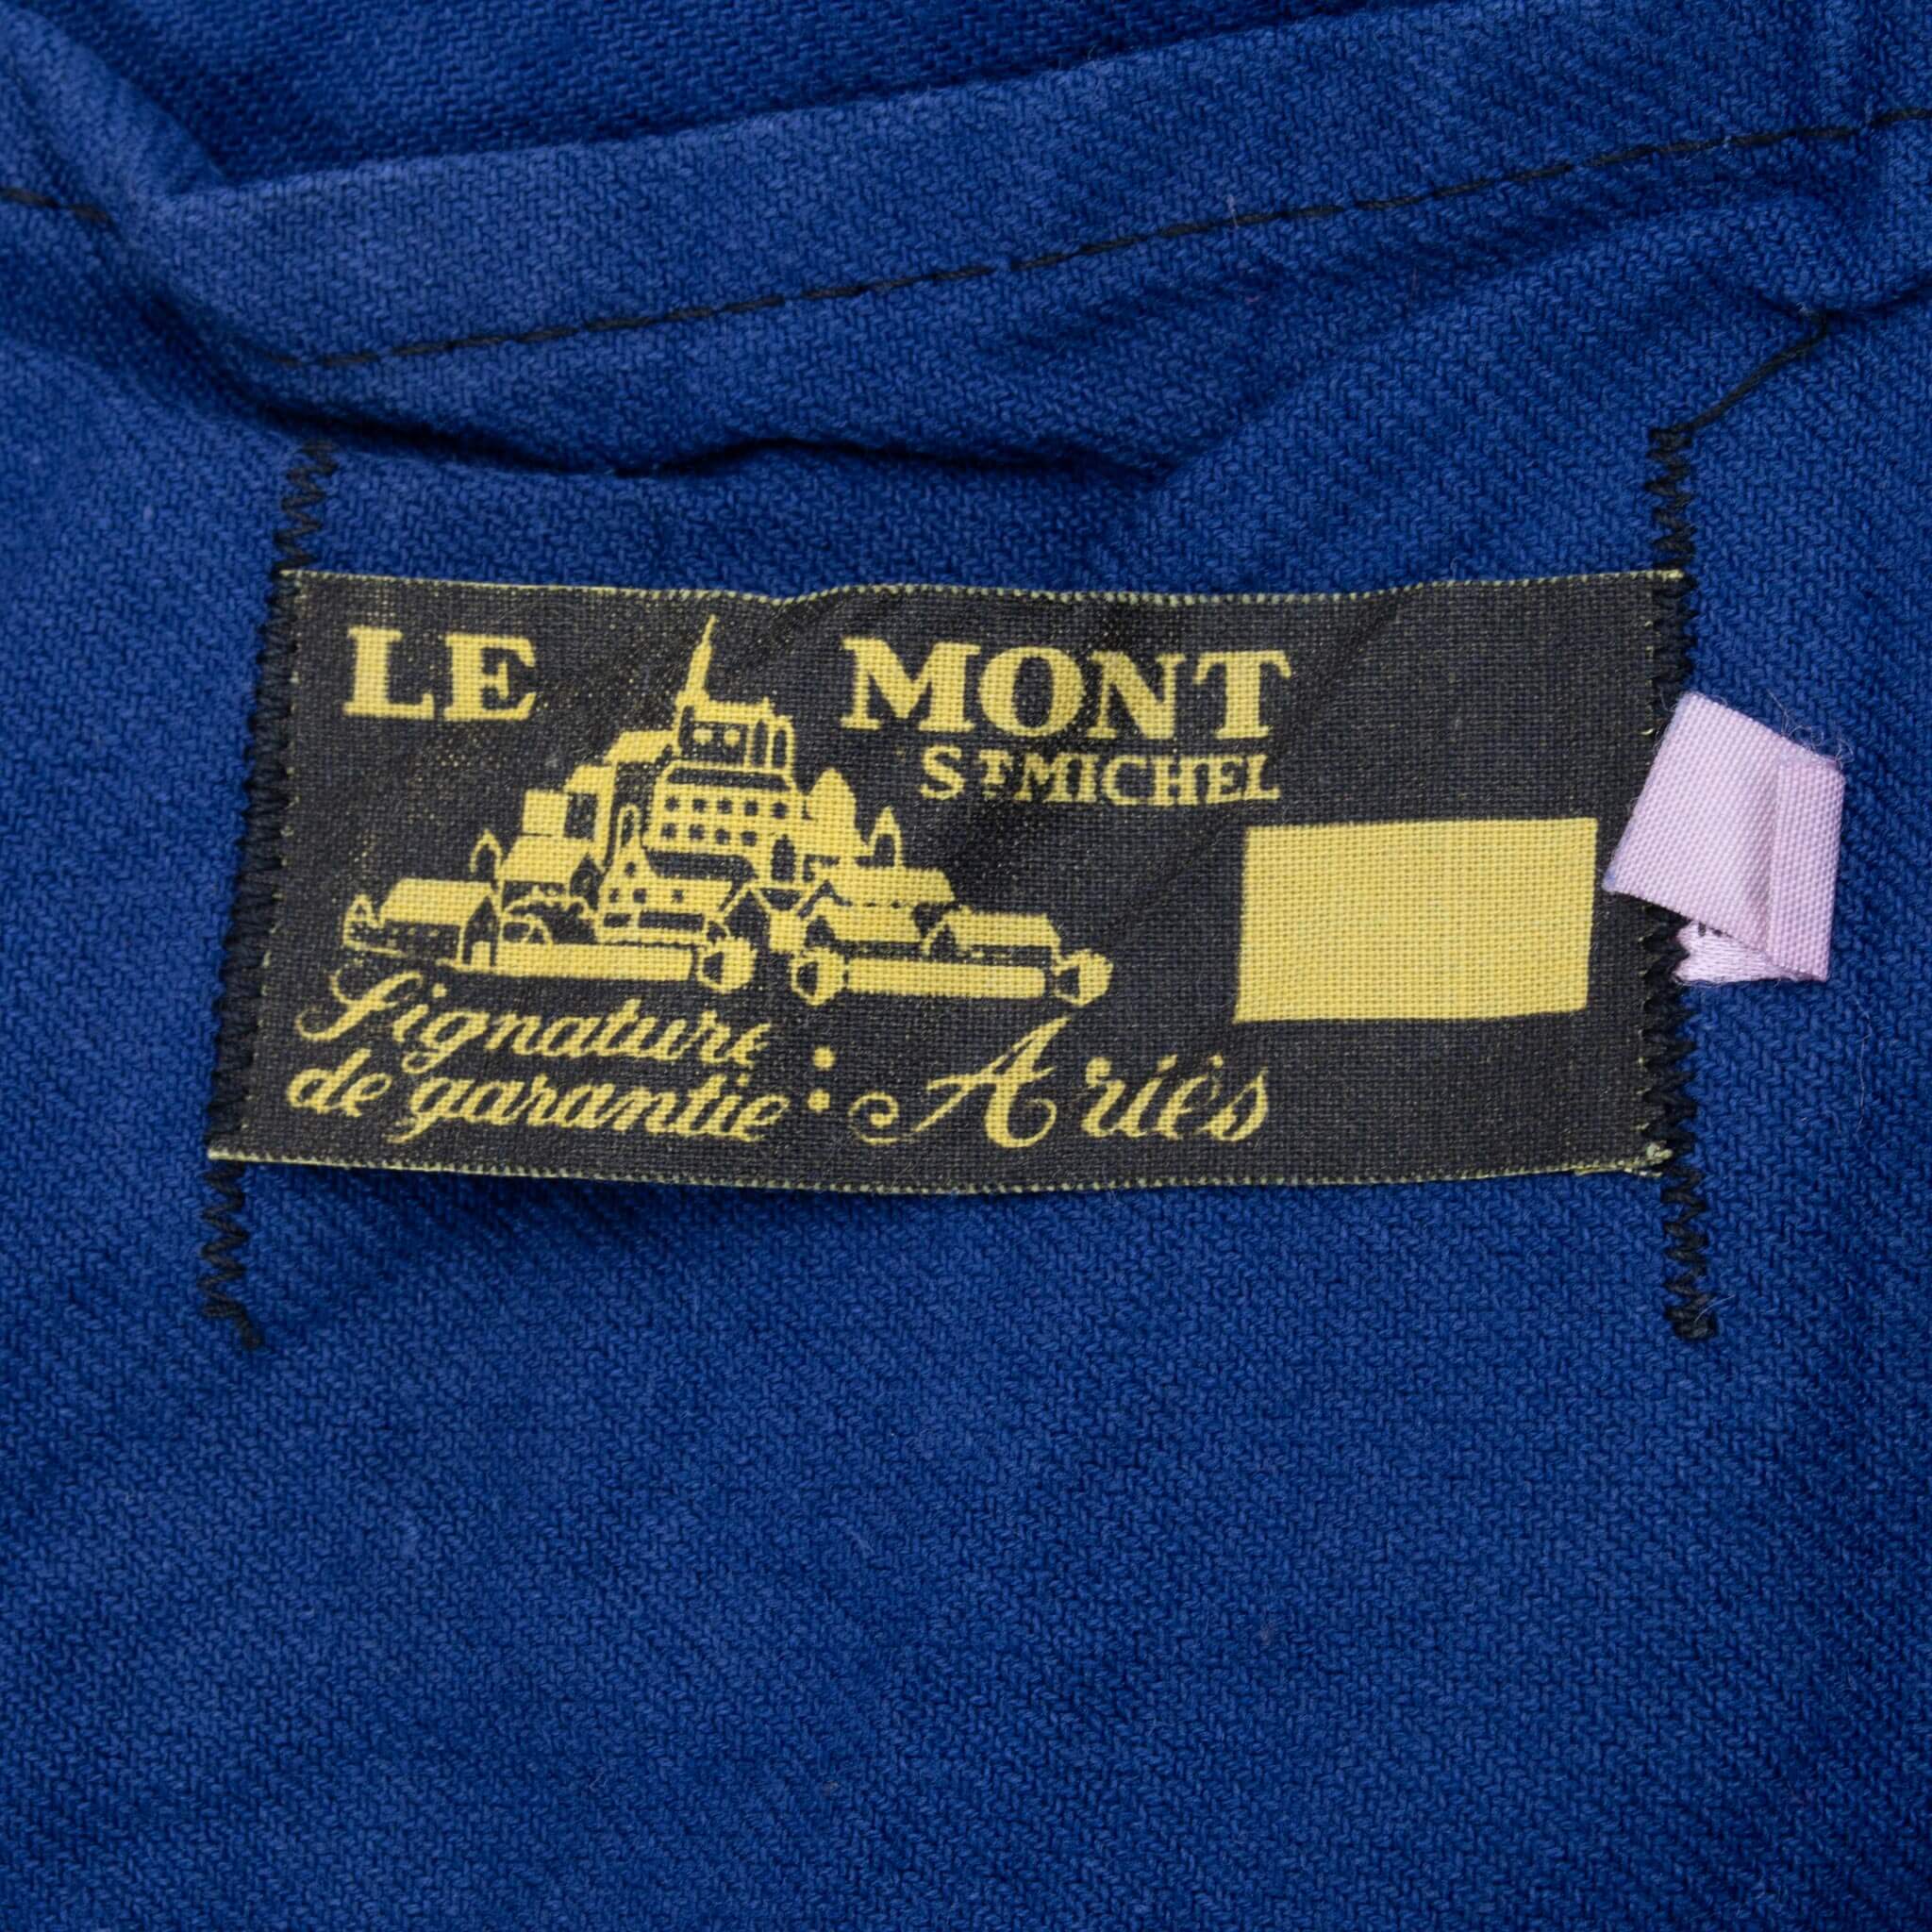 LE MONT
ST MICHEL
Signature
de garantie : Ariès